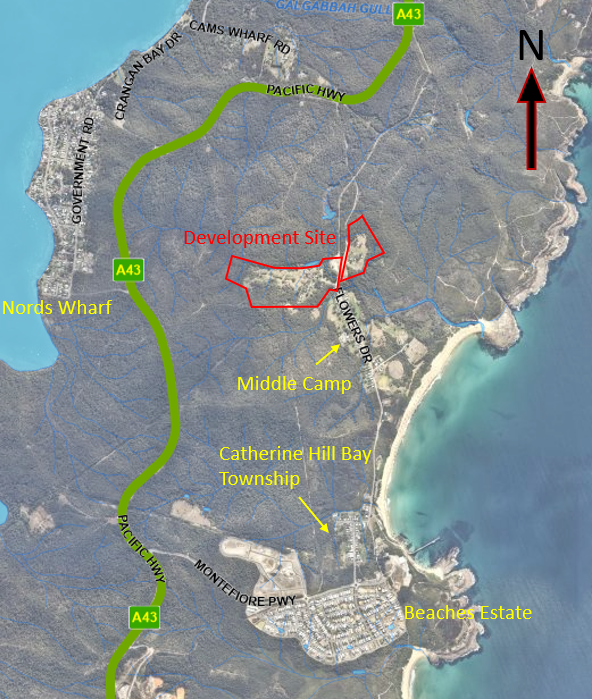 GALGABBAH GULL
A43
CAMS WHARF RD
N
CRANGAN BAY DR
PACIFIC HWY
GOVERNMENT RD
Development Site
A43
Nords Wharf
FLOWERS DR
Middle Camp
Catherine Hill Bay
Township
PACIFIC HWY
MONTEFIORE PWY
Beaches Estate
A43